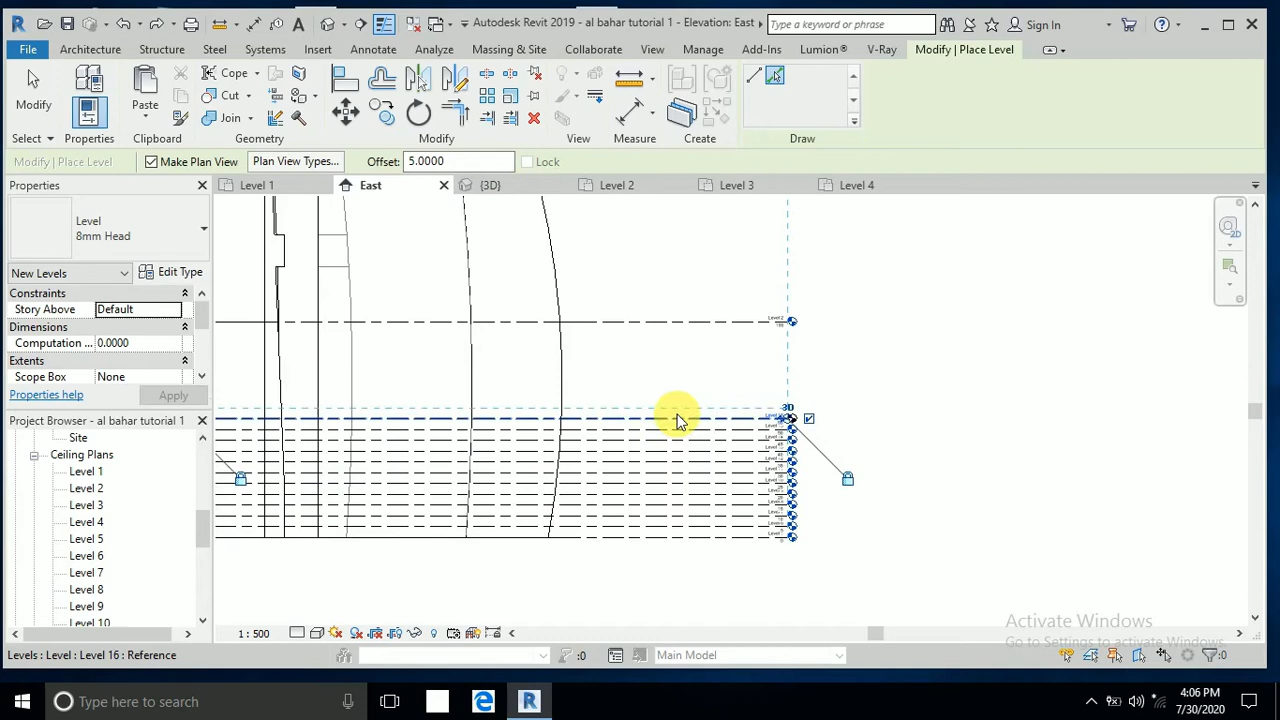 Autodesk Revit 2019 - al bahar tutorial 1 - Elevation: East
Type a keyword or phrase
Sign In
File
Architecture
Structure
Steel
Systems
Insert
Annotate
Analyze
Massing & Site
Collaborate
View
Manage
Add-Ins
Lumion®
V-Ray
Modify | Place Level
Modify
Properties
Paste
Cope
Cut
Join
Select
Properties
Clipboard
Geometry
Modify
View
Measure
Create
Draw
Modify | Place Level
Make Plan View
Plan View Types...
Offset: 5.0000
Lock
Properties
Level 1
East
{3D}
Level 2
Level 3
Level 4
Level
8mm Head
New Levels
Edit Type
Constraints
Story Above
Default
Dimensions
Computation ...
0.0000
Extents
Scope Box
None
Properties help
Apply
Project Browser - al bahar tutorial 1
Site
Ceiling Plans
Level 1
Level 2
Level 3
Level 4
Level 5
Level 6
Level 7
Level 8
Level 9
Level 10
2D
Level 2
3D
1 : 500
Activate Windows
Go to Settings to activate Windows.
Levels : Level : Level 16 : Reference
:0
Main Model
:0
Type here to search
4:06 PM
7/30/2020